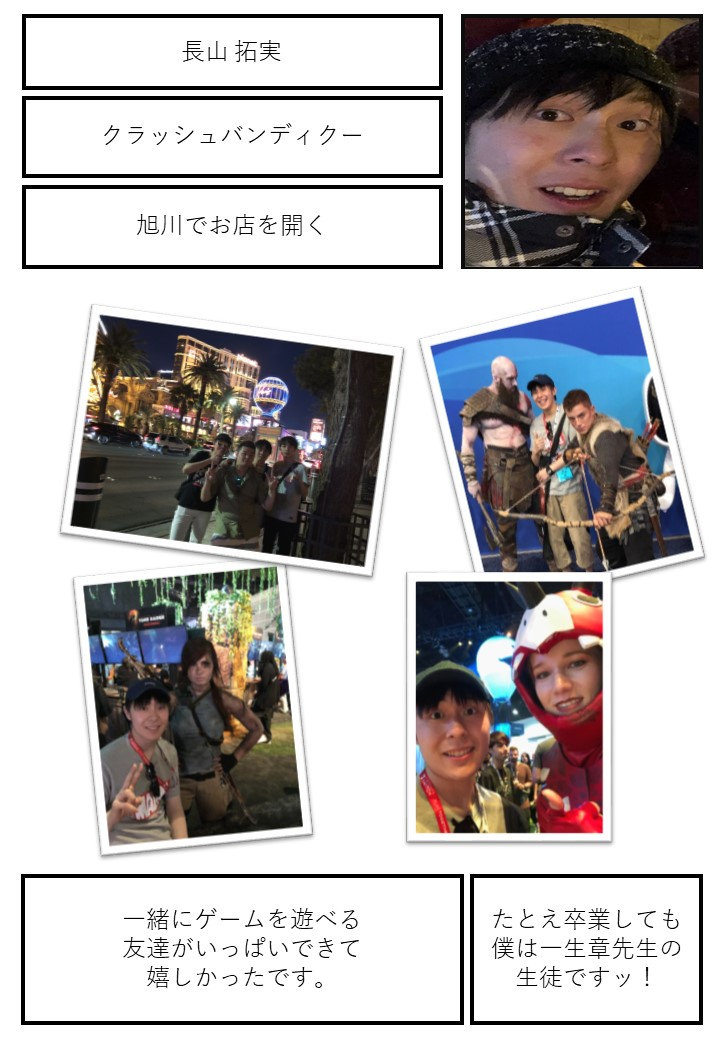 長山 拓実
クラッシュバンディクー
旭川でお店を開く
TOMB RAIDER
一緒にゲームを遊べる
友達がいっぱいできて
嬉しかったです。
たとえ卒業しても
僕は一生章先生の
生徒ですッ！